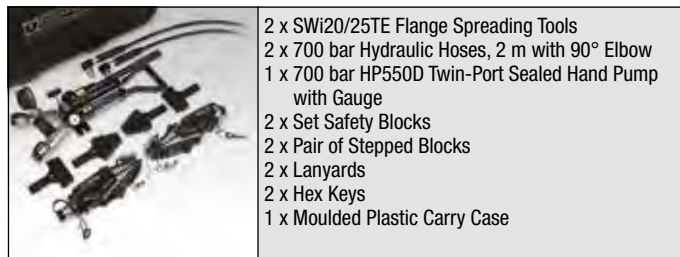 2 x SWi20/25TE Flange Spreading Tools
2 x 700 bar Hydraulic Hoses, 2 m with 90° Elbow
1 x 700 bar HP550D Twin-Port Sealed Hand Pump
with Gauge
2 x Set Safety Blocks
2 x Pair of Stepped Blocks
2 x Lanyards
2 x Hex Keys
1 x Moulded Plastic Carry Case